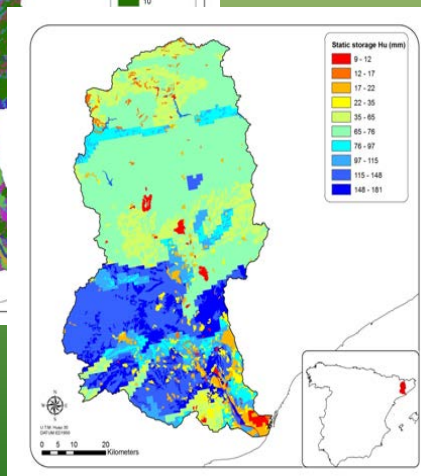 10
Static storage Hu (mm)
9 - 12
12 - 17
17 - 22
22 - 35
35 - 65
65 - 76
76 - 97
97 - 115
115 - 148
148 - 181
N
W
E
S
0
5
10
20
Kilometers